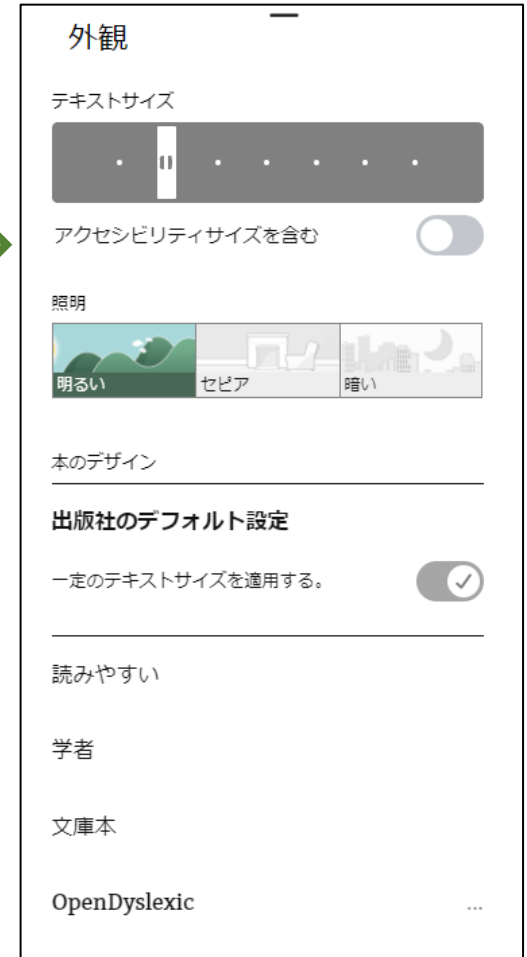 外観
テキストサイズ
アクセシビリティサイズを含む
照明
明るい
セピア
暗い
本のデザイン
出版社のデフォルト設定
一定のテキストサイズを適用する。
読みやすい
学者
文庫本
OpenDyslexic ...